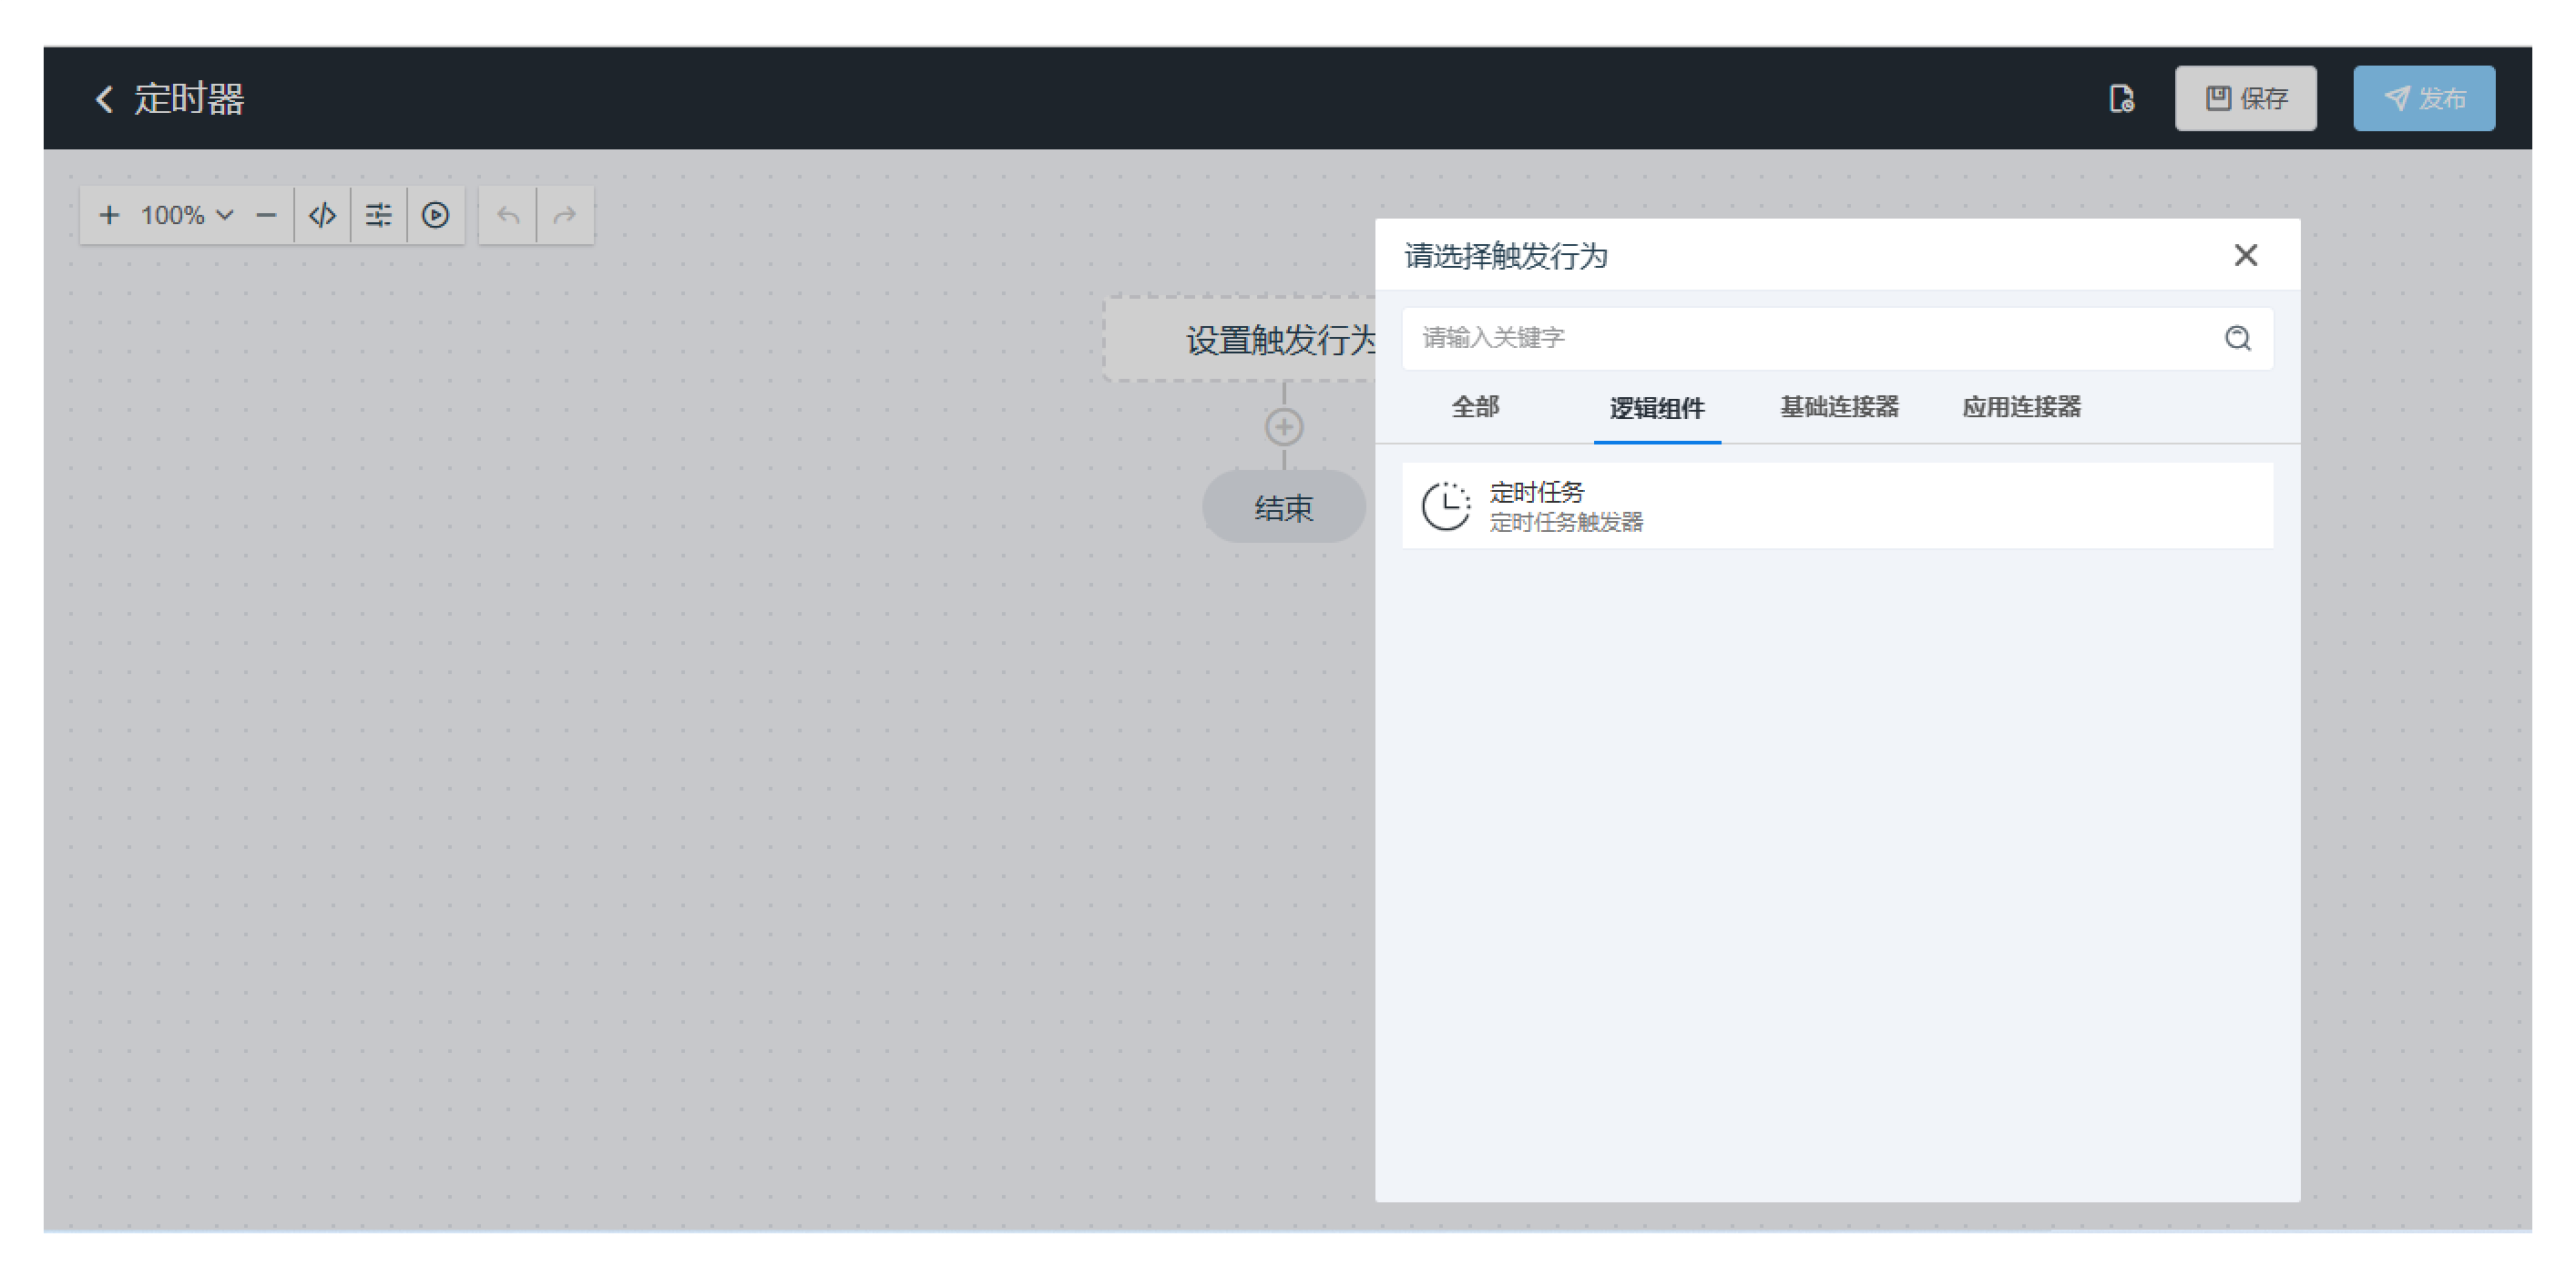 定时器
保存
发布
100%
请选择触发行为
请输入关键字
设置触发行为
全部
逻辑组件
基础连接器
应用连接器
定时任务
定时任务触发器
结束